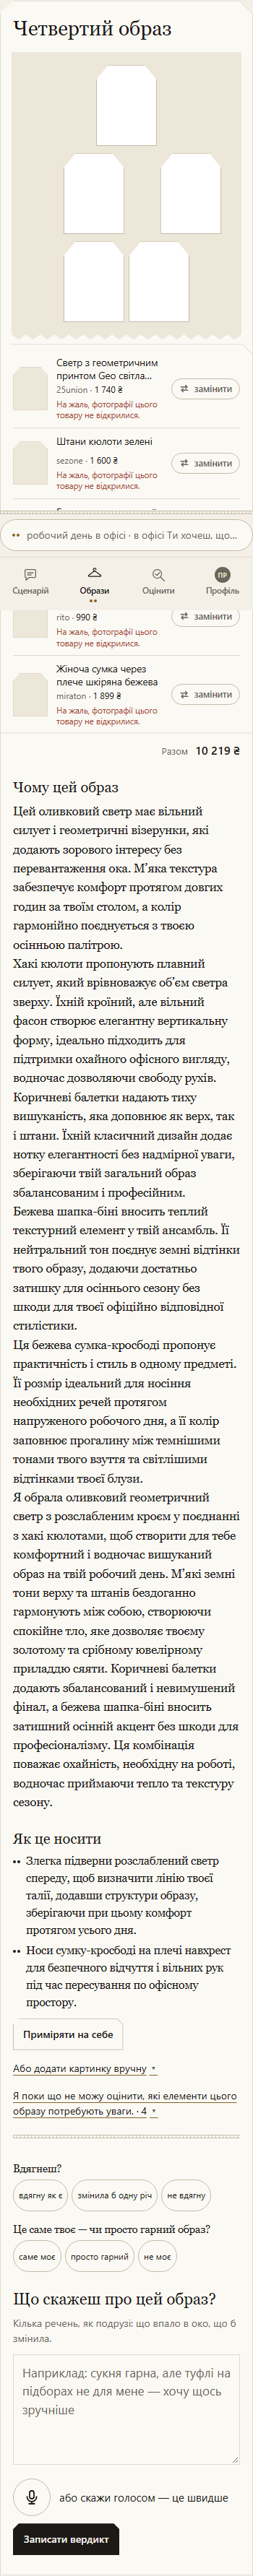 Четвертий образ
Светр з геометричним
принтом Geo світла...
25union · 1 740 ₴
На жаль, фотографії цього
товару не відкрилися.
замінити
Штани кюлоти зелені
sezone · 1 600 ₴
На жаль, фотографії цього
товару не відкрилися.
замінити
робочий день в офісі · в офісі Ти хочеш, що...
Сценарій
Образи
Оцінити
ПР
Профіль
rito · 990 ₴
На жаль, фотографії цього
товару не відкрилися.
замінити
Жіноча сумка через
плече шкіряна бежева
miraton · 1 899 ₴
На жаль, фотографії цього
товару не відкрилися.
замінити
Разом 10 219 ₴
Чому цей образ
Цей оливковий светр має вільний
силует і геометричні візерунки, які
додають зорового інтересу без
перевантаження ока. М’яка текстура
забезпечує комфорт протягом довгих
годин за твоїм столом, а колір
гармонійно поєднується з твоєю
осінньою палітрою.
Хакі кюлоти пропонують плавний
силует, який врівноважує об’єм светра
зверху. Їхній кроїний, але вільний
фасон створює елегантну вертикальну
форму, ідеально підходить для
підтримки охайного офісного вигляду,
водночас дозволяючи свободу рухів.
Коричневі балетки надають тиху
вишуканість, яка доповнює як верх, так
і штани. Їхній класичний дизайн додає
нотку елегантності без надмірної уваги,
зберігаючи твій загальний образ
збалансованим і професійним.
Бежева шапка-біні вносить теплий
текстурний елемент у твій ансамбль. Її
нейтральний тон поєднує земні відтінки
твого образу, додаючи достатньо
затишку для осіннього сезону без
шкоди для твоєї офіційно відповідної
стилістики.
Ця бежева сумка-кросбоді пропонує
практичність і стиль в одному предметі.
Її розмір ідеальний для носіння
необхідних речей протягом
напруженого робочого дня, а її колір
заповнює прогалину між темнішими
тонами твого взуття та світлішими
відтінками твоєї блузи.
Я обрала оливковий геометричний
светр з розслабленим кроєм у поєднанні
з хакі кюлотами, щоб створити для тебе
комфортний і водночас вишуканий
образ на твій робочий день. М’які земні
тони верху та штанів бездоганно
гармонують між собою, створюючи
спокійне тло, яке дозволяє твоєму
золотому та срібному ювелірному
приладдю сяяти. Коричневі балетки
додають збалансований і невимушений
фінал, а бежева шапка-біні вносить
затишний осінній акцент без шкоди для
професіоналізму. Ця комбінація
поважає охайність, необхідну на роботі,
водночас приймаючи тепло та текстуру
сезону.
Як це носити
•• Злегка підверни розслаблений светр
спереду, щоб визначити лінію твоєї
талії, додавши структури образу,
зберігаючи при цьому комфорт
протягом усього дня.
•• Носи сумку-кросбоді на плечі навхрест
для безпечного відчуття і вільних рук
під час пересування по офісному
простору.
Приміряти на себе
Або додати картинку вручну
Я поки що не можу оцінити, які елементи цього
образу потребують уваги. · 4
Вдягнеш?
вдягну як є
змінила б одну річ
не вдягну
Це саме твоє — чи просто гарний образ?
саме моє
просто гарний
не моє
Що скажеш про цей образ?
Кілька речень, як подрузі: що впало в око, що б
змінила.
Наприклад: сукня гарна, але туфлі на
підборах не для мене — хочу щось
зручніше
або скажи голосом — це швидше
Записати вердикт